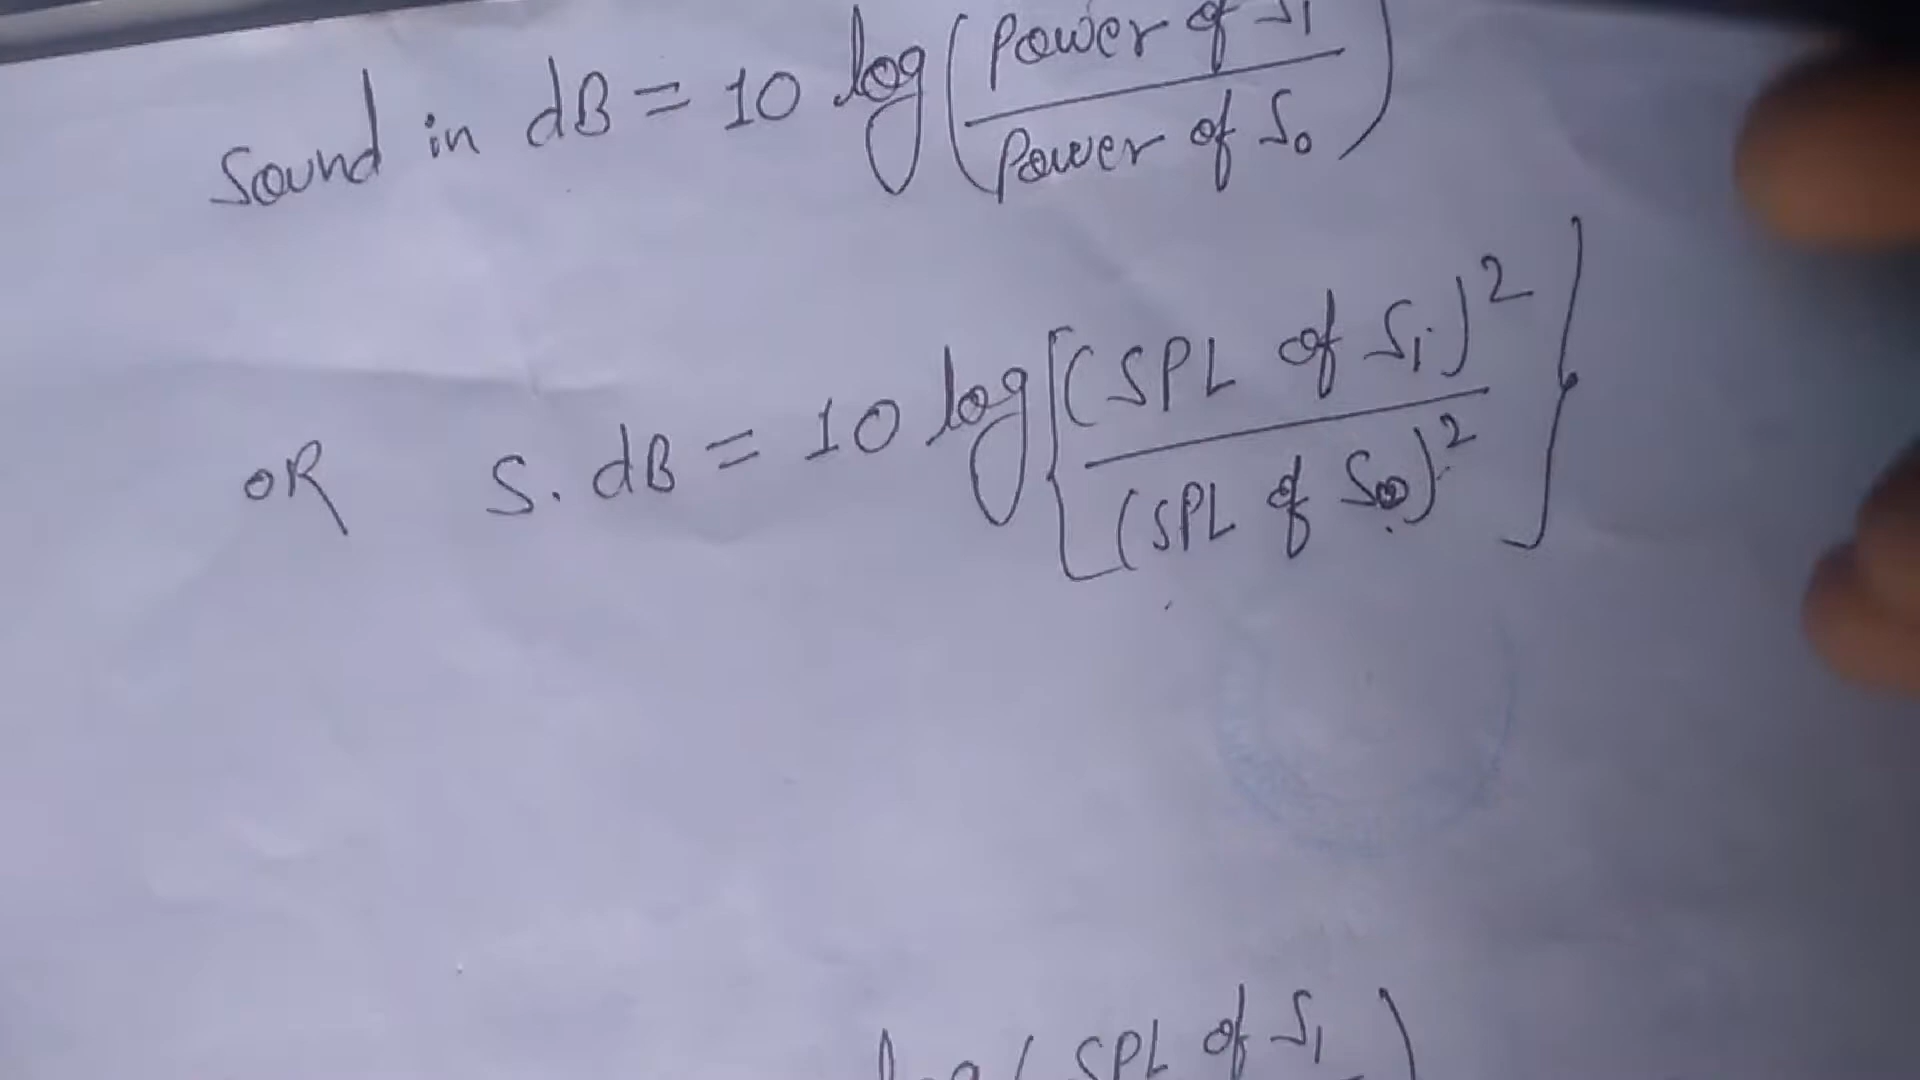 Sound in dB = 10 log (Power of S1 / Power of S0)
OR S. dB = 10 log [(SPL of S1)² / (SPL of S0)²}
log ( SPL of S1 )